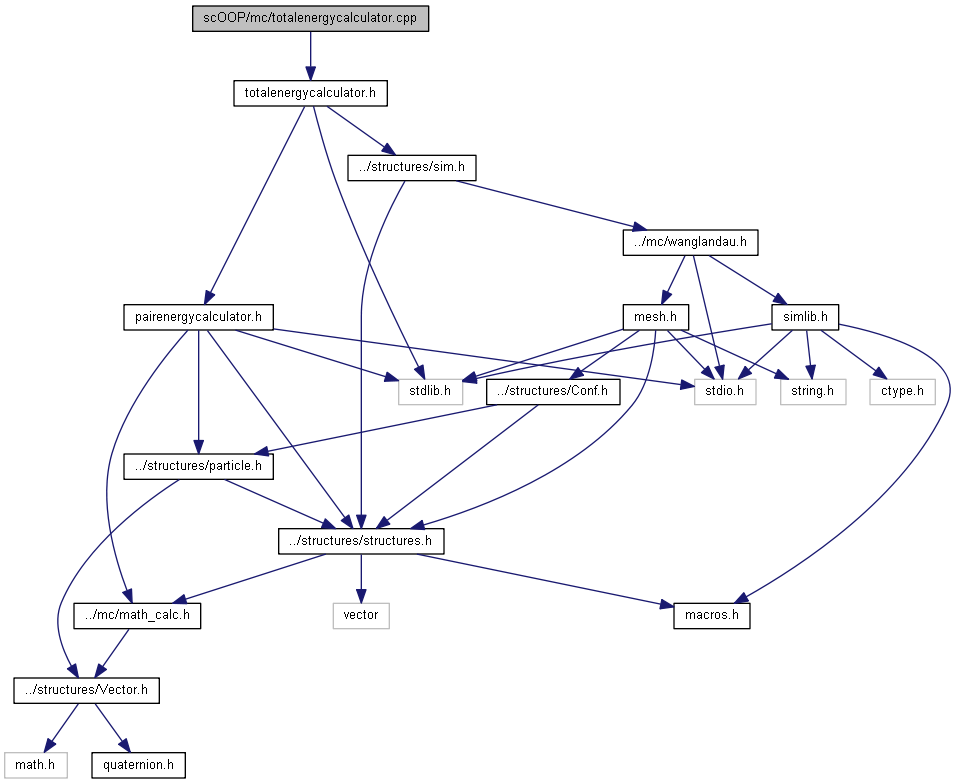 scOOP/mc/totalenergycalculator.cpp
totalenergycalculator.h
../structures/sim.h
../mc/wanglandau.h
pairenergycalculator.h
mesh.h
simlib.h
stdlib.h
../structures/Conf.h
stdio.h
string.h
ctype.h
../structures/particle.h
../structures/structures.h
../mc/math_calc.h
vector
macros.h
../structures/Vector.h
math.h
quaternion.h